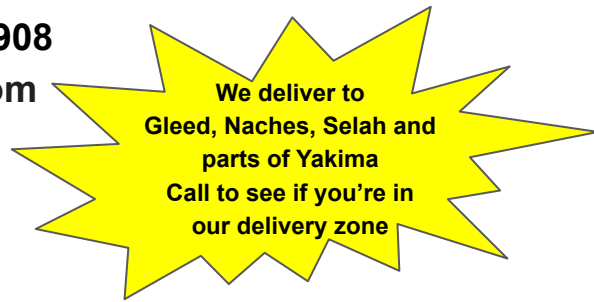 908
om
We deliver to
Gleed, Naches, Selah and
parts of Yakima
Call to see if you're in
our delivery zone